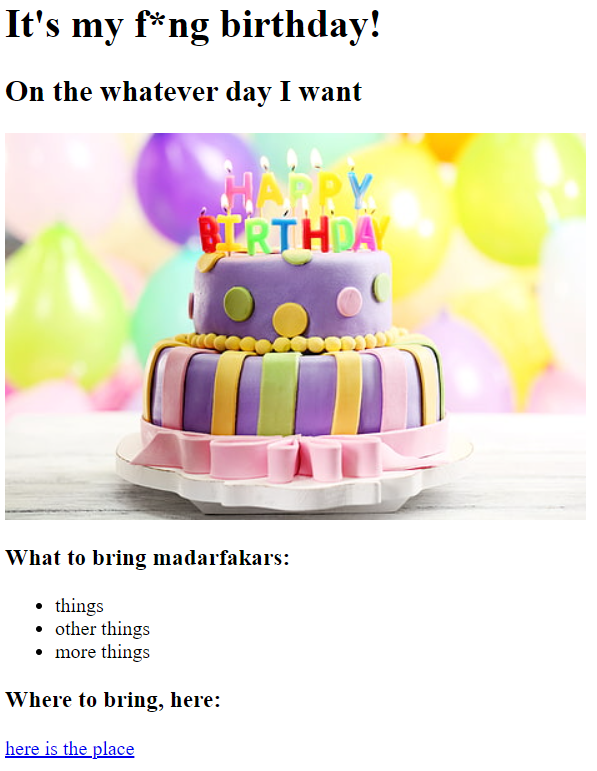 It's my f*ng birthday!
On the whatever day I want
HAPPY
BIRTHDAY
What to bring madarfakars:
things
other things
more things
Where to bring, here:
here is the place